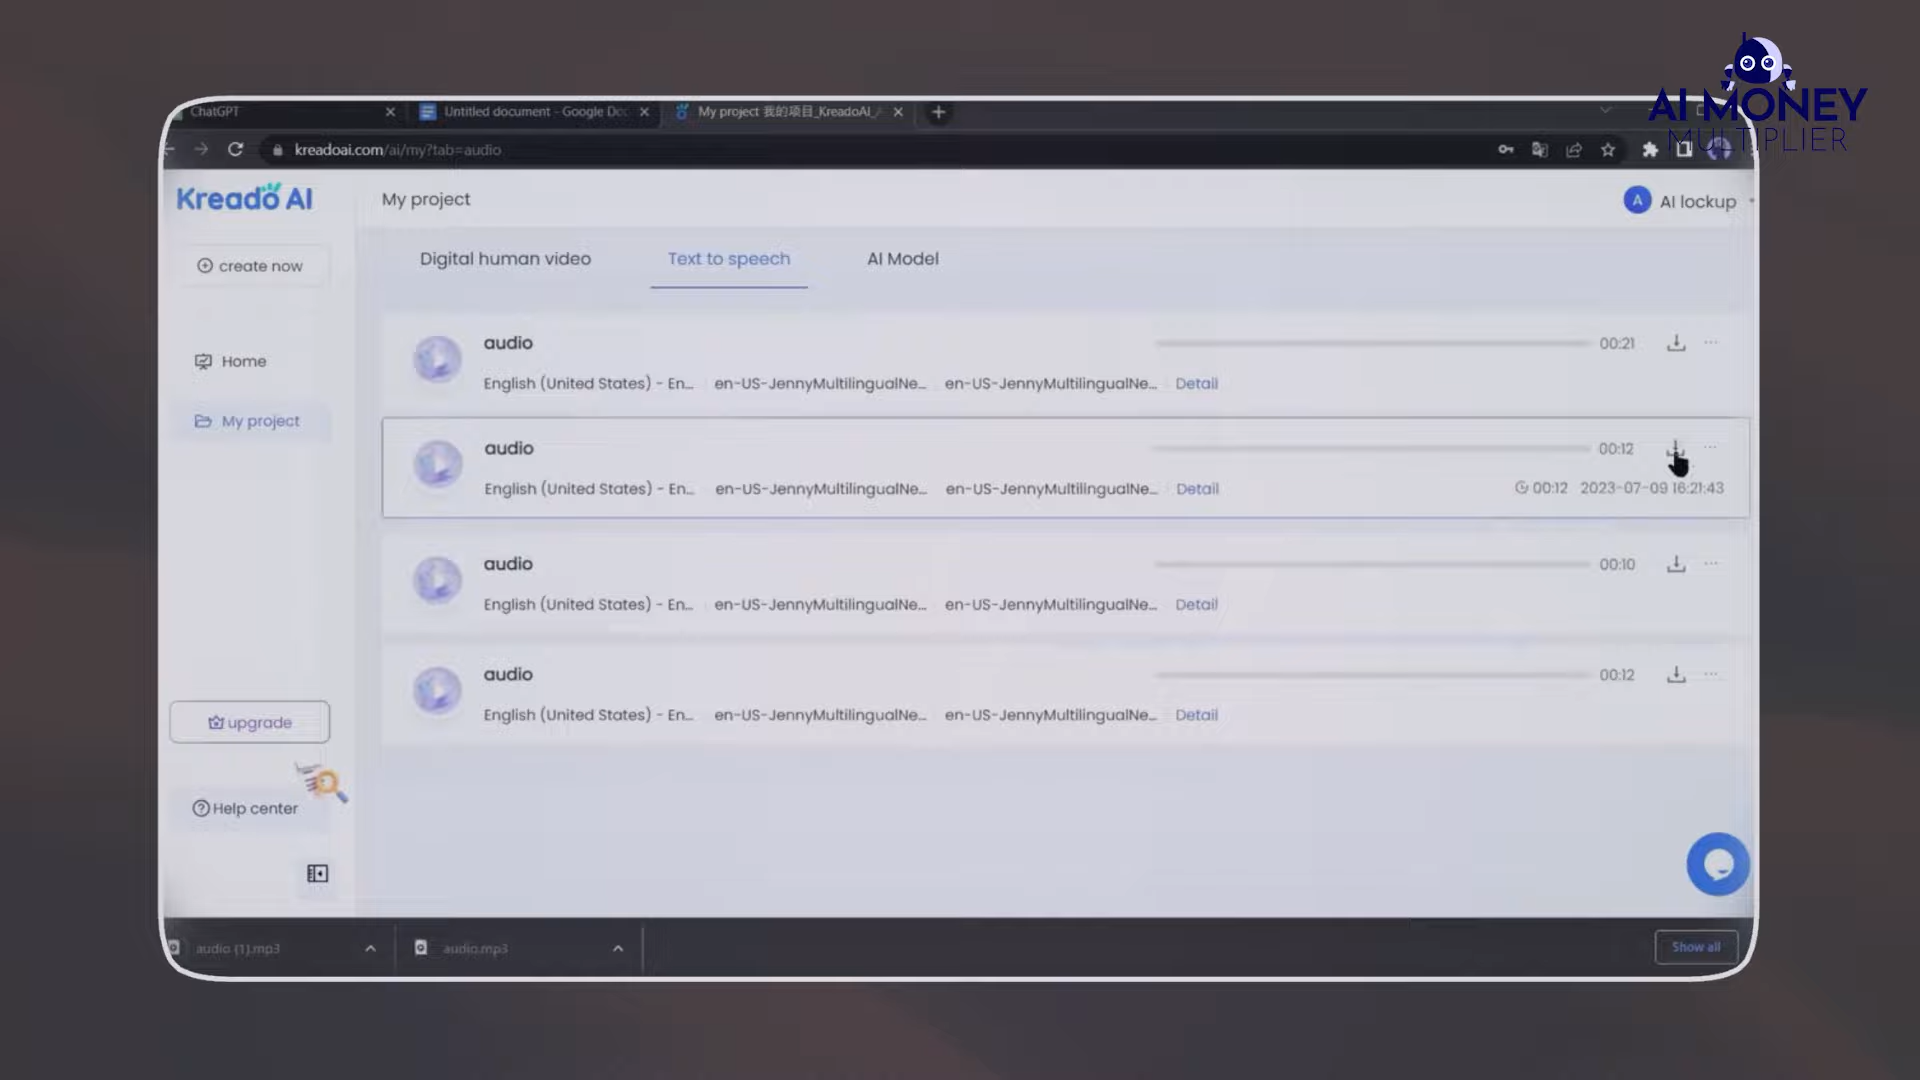 AI MONEY
MULTIPLIER
ChatGPT
Untitled document - Google Doc
My project 我的项目_KreadoAI_A
kreadoai.com/ai/my?tab=audio
Kreado AI
My project
A AI lockup
create now
Digital human video
Text to speech
AI Model
Home
My project
audio
00:21
English (United States) - En...
en-US-JennyMultilingualNe...
en-US-JennyMultilingualNe...
Detail
audio
00:12
English (United States) - En...
en-US-JennyMultilingualNe...
en-US-JennyMultilingualNe...
Detail
00:12 2023-07-09 16:21:43
audio
00:10
English (United States) - En...
en-US-JennyMultilingualNe...
en-US-JennyMultilingualNe...
Detail
audio
00:12
English (United States) - En...
en-US-JennyMultilingualNe...
en-US-JennyMultilingualNe...
Detail
upgrade
Help center
audio (1).mp3
audio.mp3
Show all